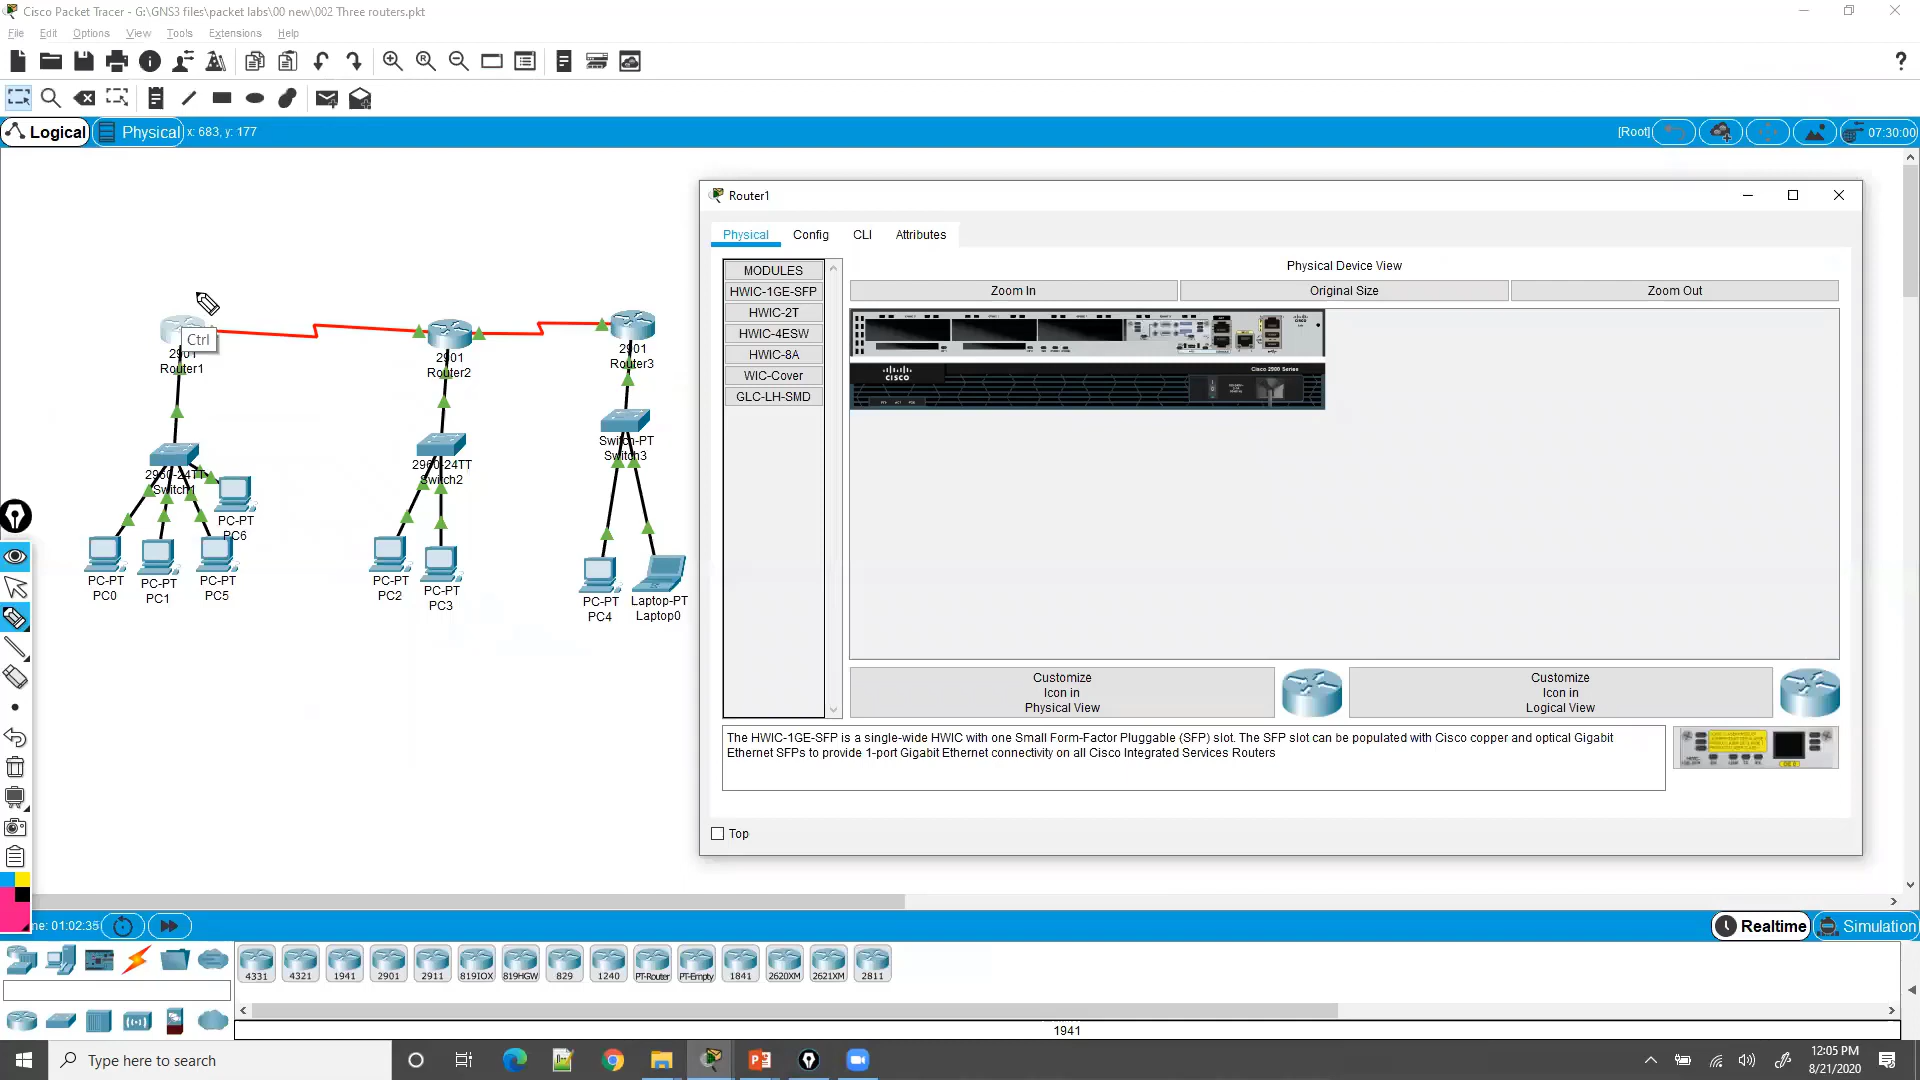 Cisco Packet Tracer - G:\GNS3 files\packet labs\00 new\002 Three routers.pkt
File Edit Options View Tools Extensions Help
Logical Physical x: 683, y: 177 [Root] 07:30:00
Router1
Physical Config CLI Attributes
MODULES
HWIC-1GE-SFP
HWIC-2T
HWIC-4ESW
HWIC-8A
WIC-Cover
GLC-LH-SMD
Physical Device View
Zoom In Original Size Zoom Out
CISCO
Cisco 2900 Series
Customize
Icon in
Physical View
Customize
Icon in
Logical View
The HWIC-1GE-SFP is a single-wide HWIC with one Small Form-Factor Pluggable (SFP) slot. The SFP slot can be populated with Cisco copper and optical Gigabit
Ethernet SFPs to provide 1-port Gigabit Ethernet connectivity on all Cisco Integrated Services Routers
Top
Ctrl
2901
Router1
2901
Router2
2901
Router3
2960-24TT
Switch1
2960-24TT
Switch2
Switch-PT
Switch3
PC-PT
PC6
PC-PT
PC0
PC-PT
PC1
PC-PT
PC5
PC-PT
PC2
PC-PT
PC3
PC-PT
PC4
Laptop-PT
Laptop0
me: 01:02:35
Realtime Simulation
4331 4321 1941 2901 2911 819IOX 819HGW 829 1240 PT-Router PT-Empty 1841 2620XM 2621XM 2811
1941
Type here to search
12:05 PM
8/21/2020